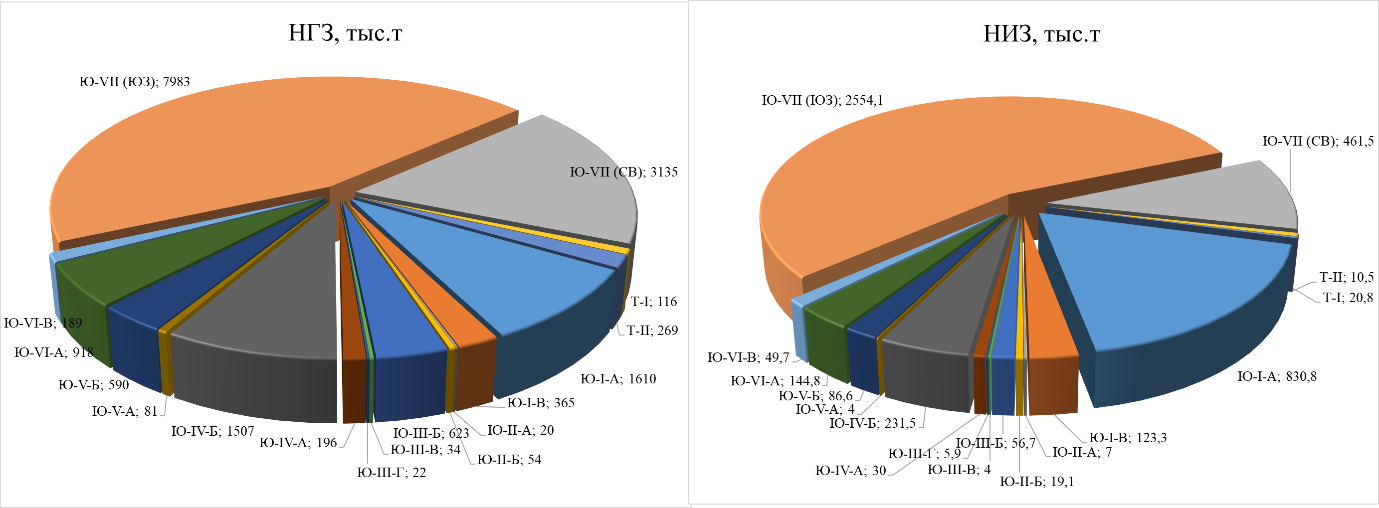 НГЗ, тыс.т
Ю-VII (ЮЗ); 7983
Ю-VII (СВ); 3135
Т-I; 116
Т-II; 269
Ю-I-А; 1610
Ю-I-В; 365
Ю-II-А; 20
Ю-II-Б; 54
Ю-III-Б; 623
Ю-III-В; 34
Ю-III-Г; 22
Ю-IV-А; 196
Ю-IV-Б; 1507
Ю-V-А; 81
Ю-V-Б; 590
Ю-VI-А; 918
Ю-VI-В; 189
НИЗ, тыс.т
Ю-VII (ЮЗ); 2554,1
Ю-VII (СВ); 461,5
Т-II; 10,5
Т-I; 20,8
Ю-I-А; 830,8
Ю-I-В; 123,3
Ю-II-А; 7
Ю-II-Б; 19,1
Ю-III-Б; 56,7
Ю-III-В; 4
Ю-III-Г; 5,9
Ю-IV-А; 30
Ю-IV-Б; 231,5
Ю-V-А; 4
Ю-V-Б; 86,6
Ю-VI-А; 144,8
Ю-VI-В; 49,7